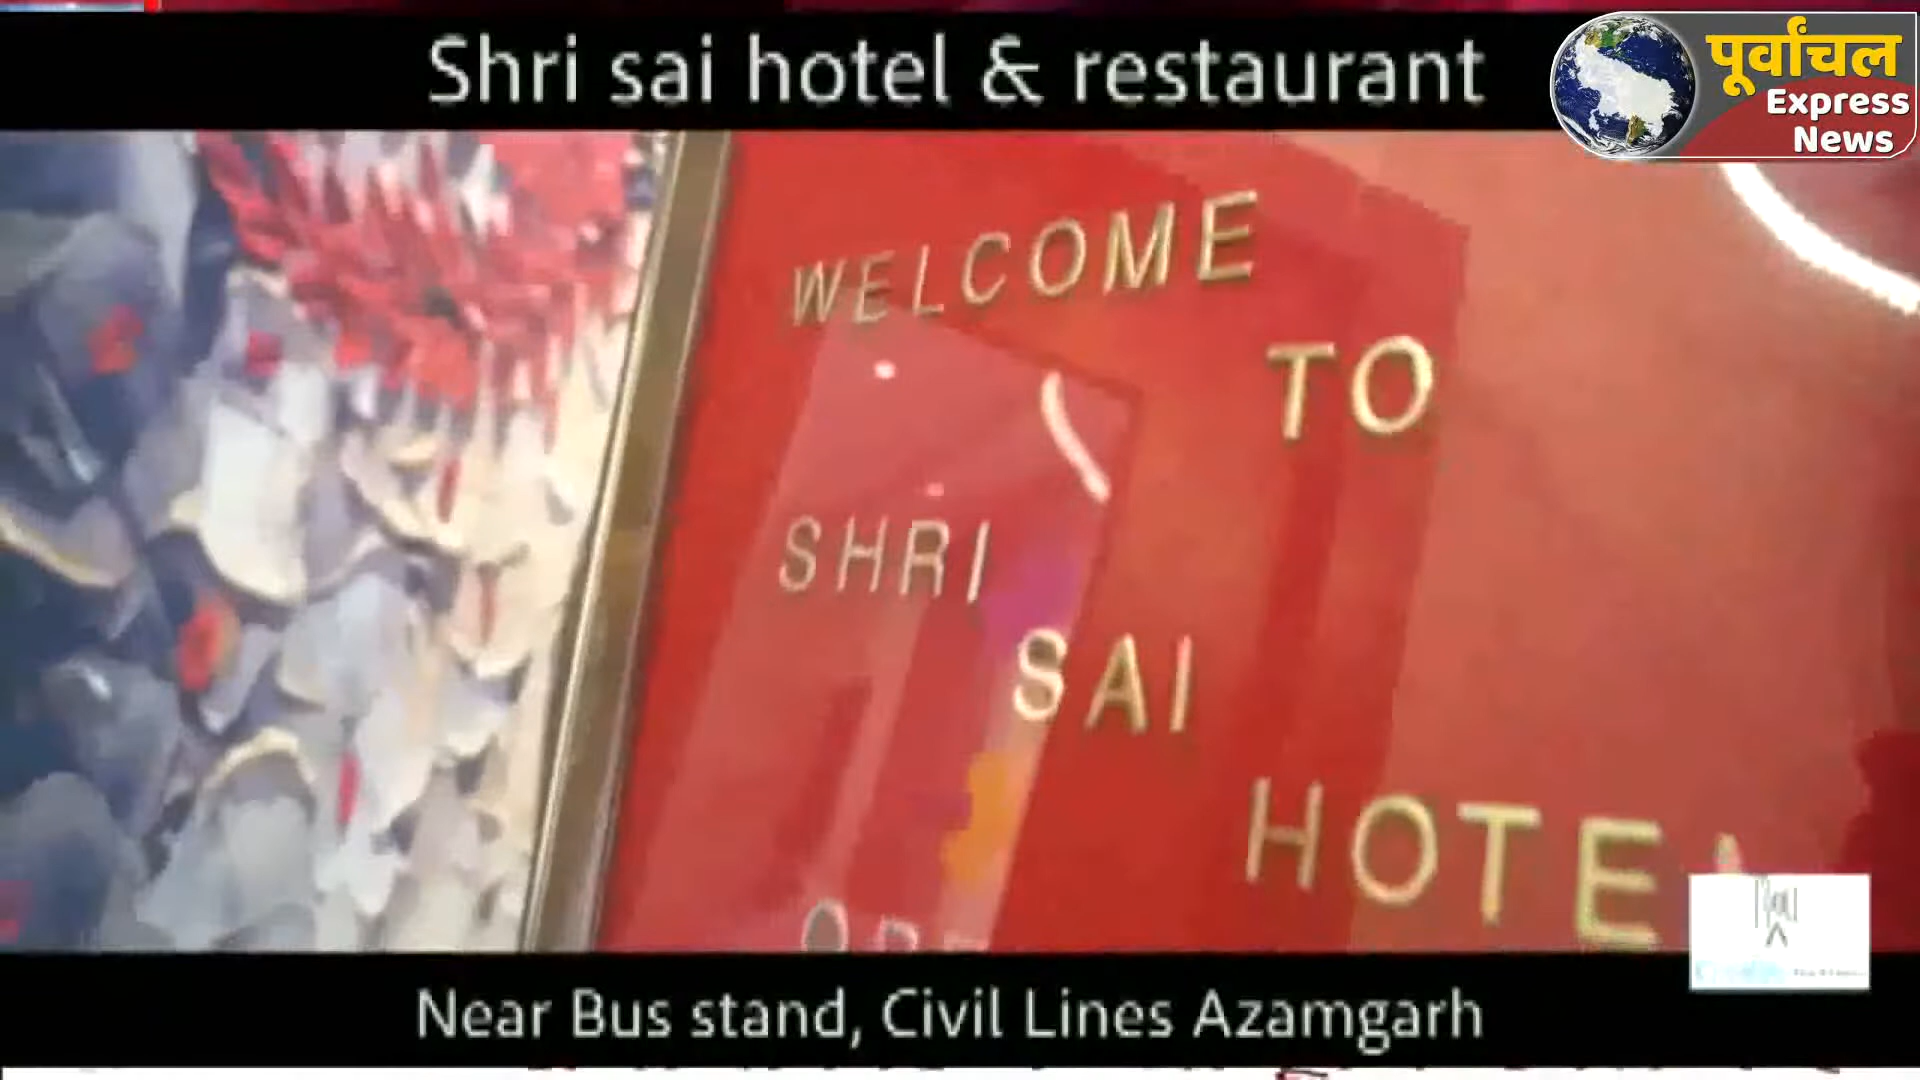 Shri sai hotel & restaurant
पूर्वांचल
Express
News
WELCOME
TO
SHRI
SAI
HOTEL
Near Bus stand, Civil Lines Azamgarh